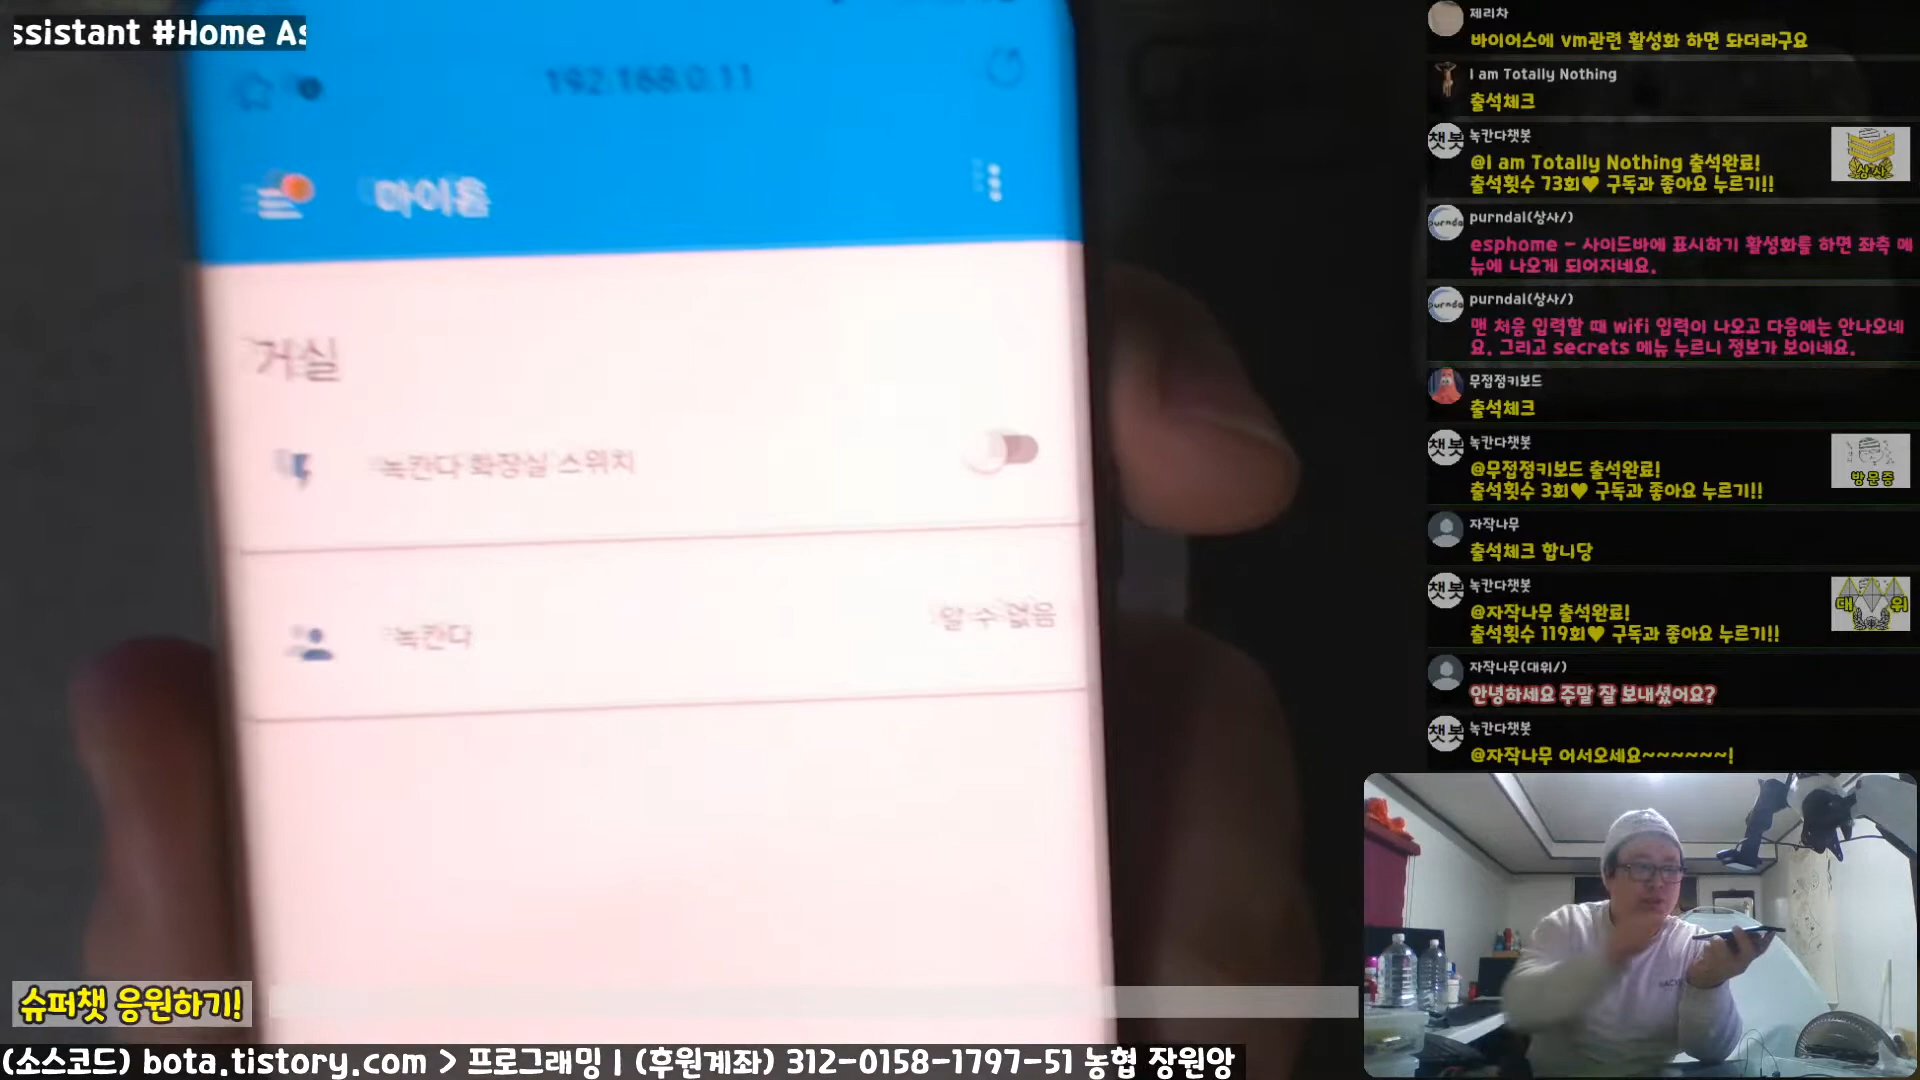 ssistant #Home As
192.168.0.11
마이홈
거실
녹칸다 화장실 스위치
녹칸다
알 수 없음
제리차
바이어스에 vm관련 활성화 하면 돠더라구요
I am Totally Nothing
출석체크
챗봇
녹칸다챗봇
@I am Totally Nothing 출석완료!
출석횟수 73회♥ 구독과 좋아요 누르기!!
상사
purndal(상사/)
esphome - 사이드바에 표시하기 활성화를 하면 좌측 메
뉴에 나오게 되어지네요.
purndal(상사/)
맨 처음 입력할 때 wifi 입력이 나오고 다음에는 안나오네
요. 그리고 secrets 메뉴 누르니 정보가 보이네요.
무접점키보드
출석체크
챗봇
녹칸다챗봇
@무접점키보드 출석완료!
출석횟수 3회♥ 구독과 좋아요 누르기!!
방문중
자작나무
출석체크 합니당
챗봇
녹칸다챗봇
@자작나무 출석완료!
출석횟수 119회♥ 구독과 좋아요 누르기!!
대위
자작나무(대위/)
안녕하세요 주말 잘 보내셨어요?
챗봇
녹칸다챗봇
@자작나무 어서오세요~~~~~~!
슈퍼챗 응원하기!
(소스코드) bota.tistory.com > 프로그래밍 | (후원계좌) 312-0158-1797-51 농협 장원앙